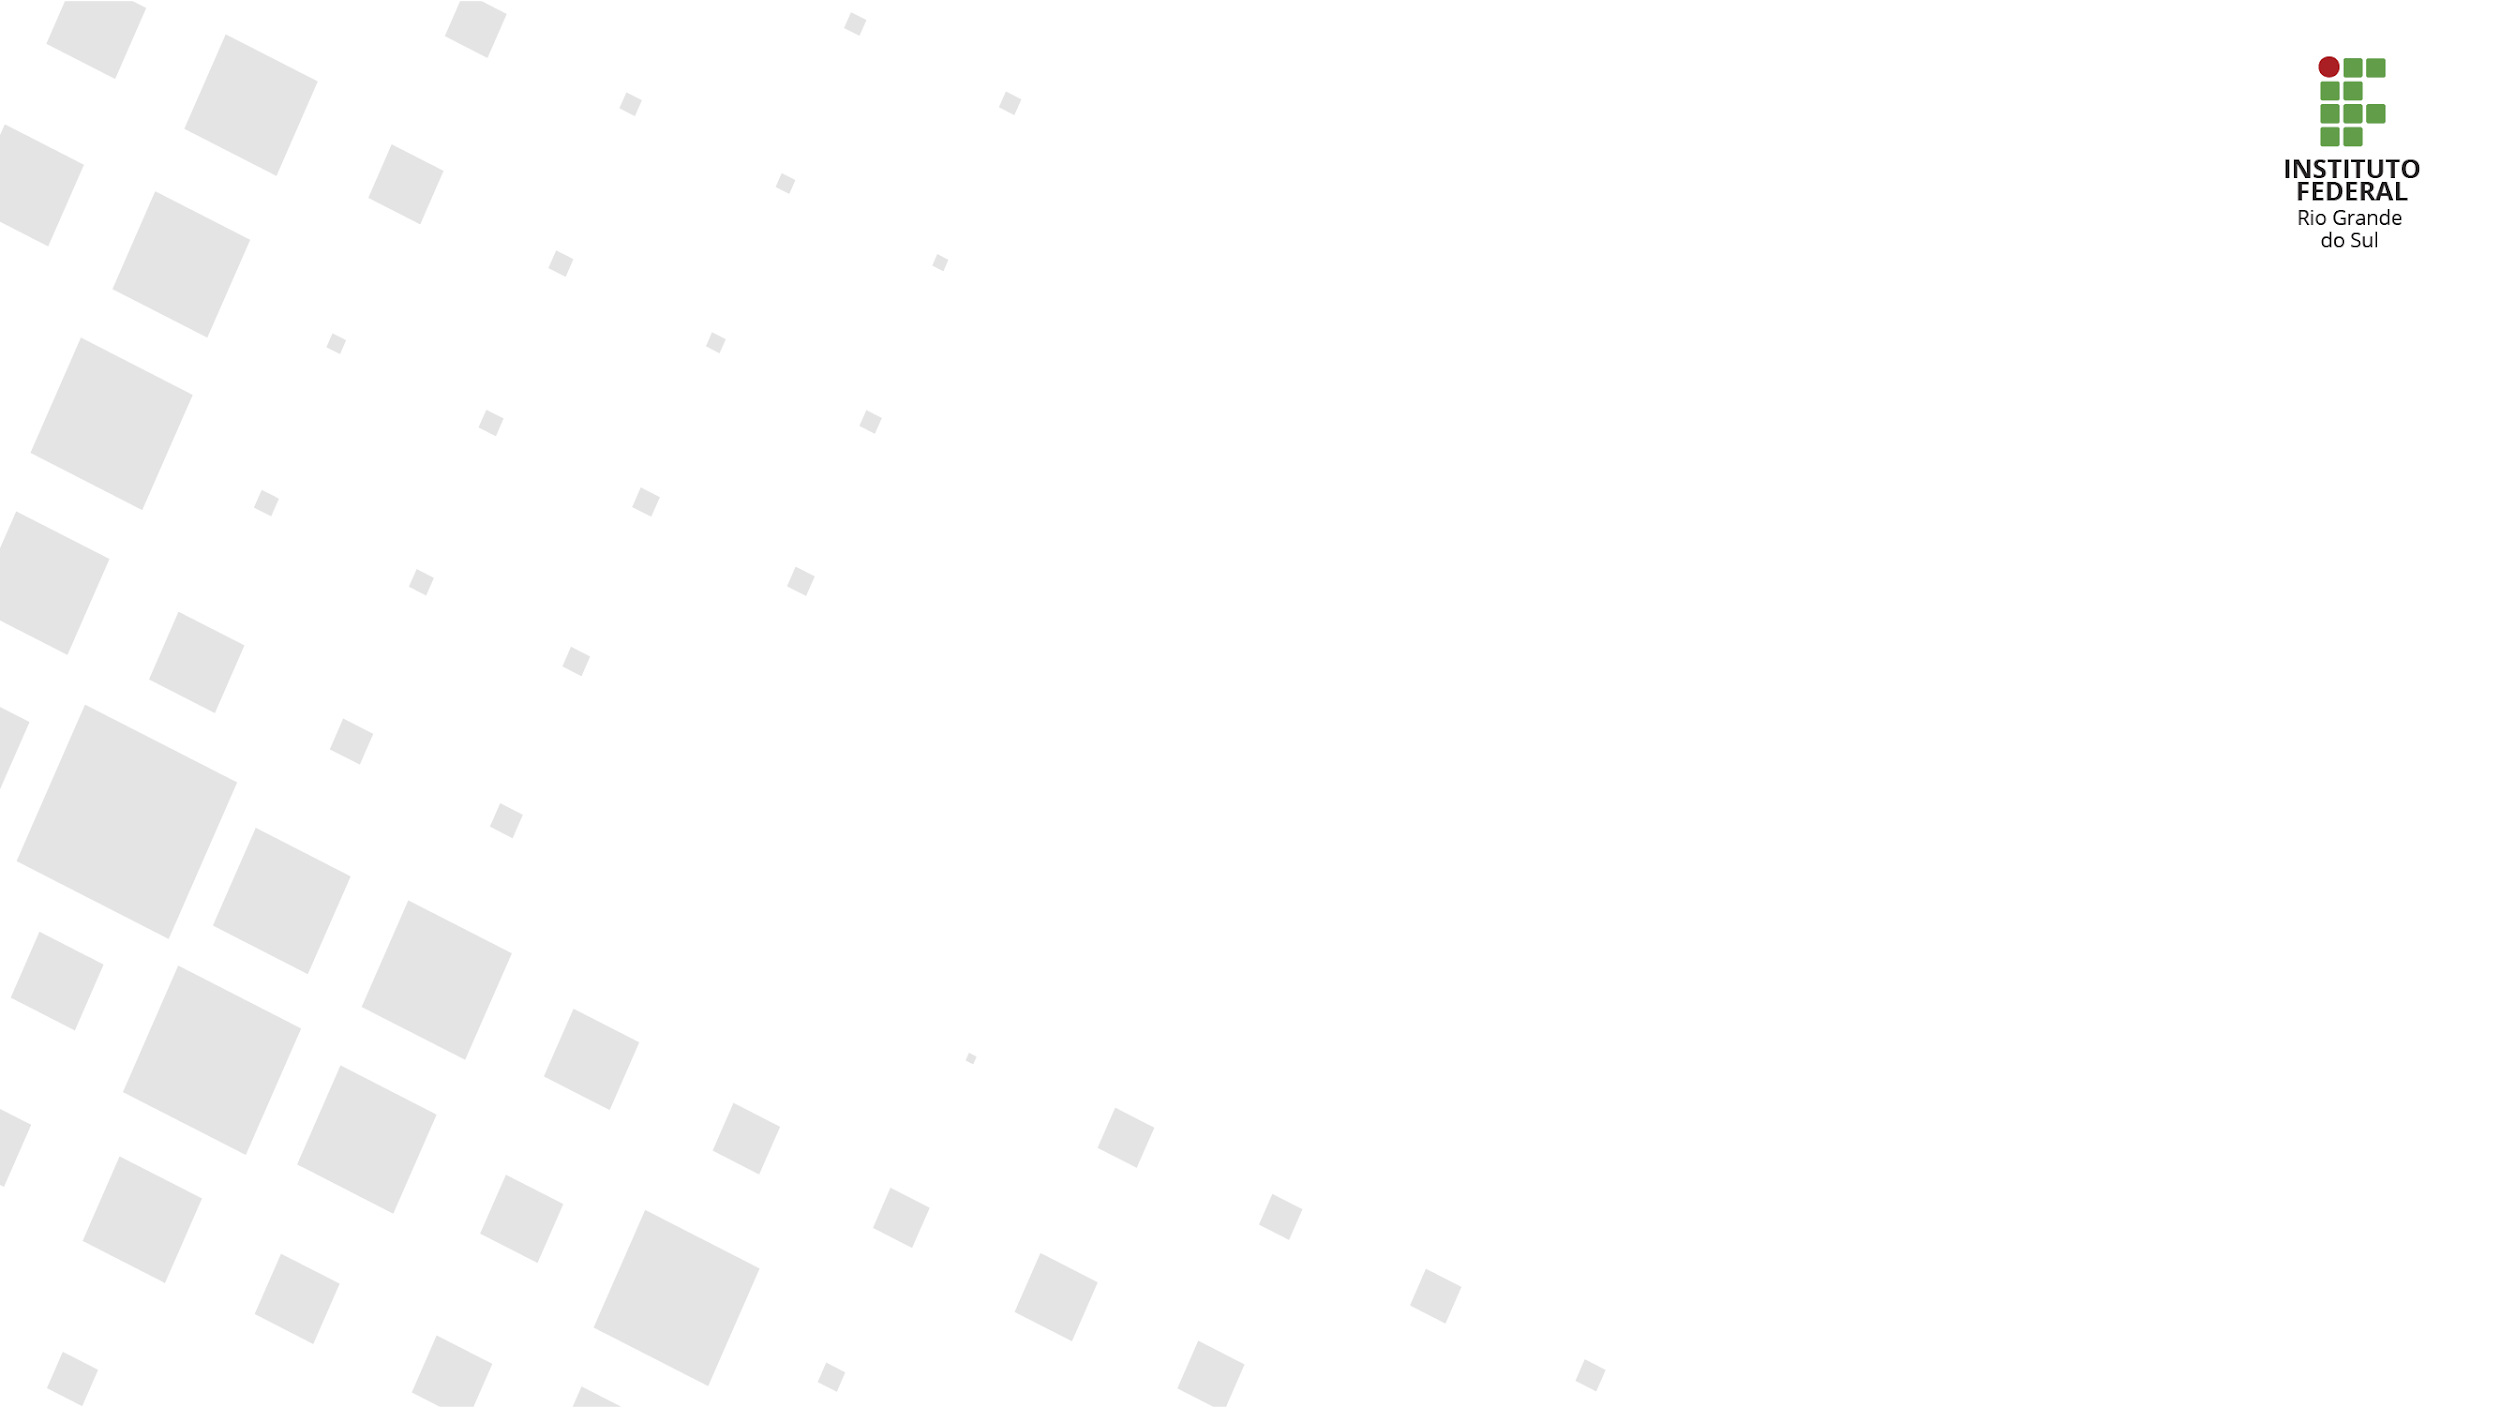 INSTITUTO
FEDERAL
Rio Grande
do Sul